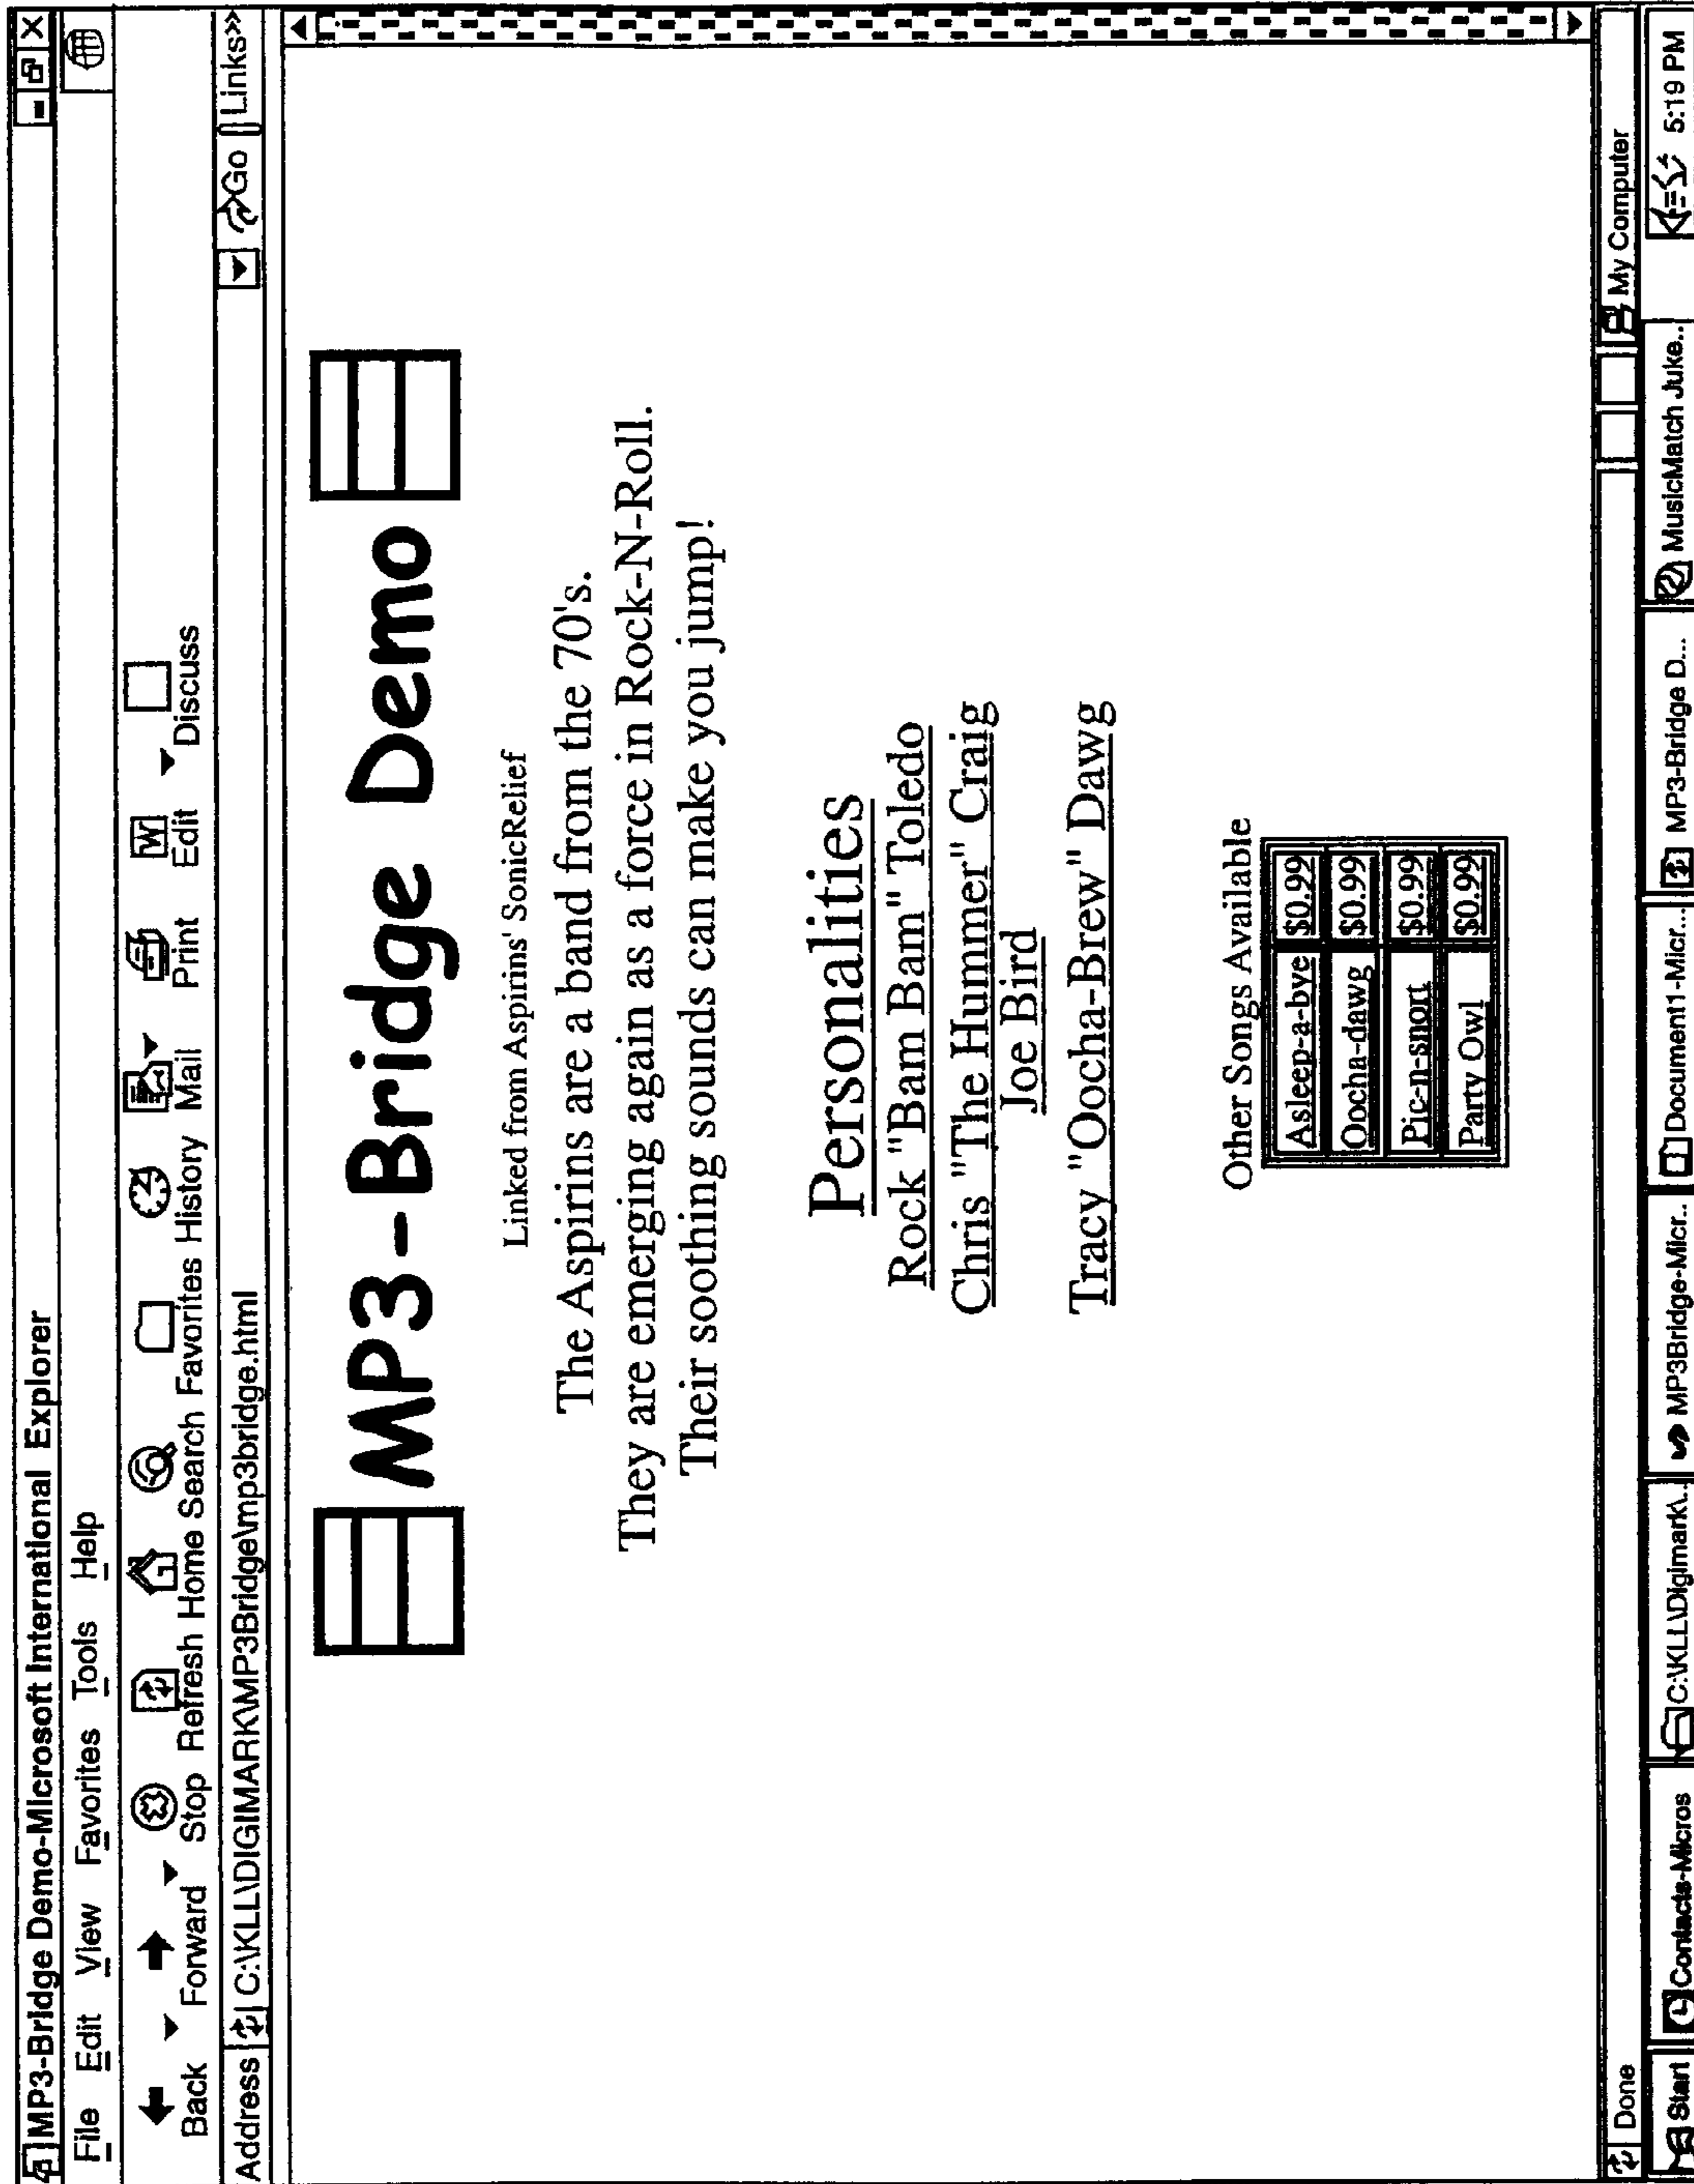 MP3-Bridge Demo-Microsoft International Explorer
File Edit View Favorites Tools Help
Back Forward Stop Refresh Home Search Favorites History Mail Print Edit Discuss
Address C:\KLL\DIGIMARK\MP3Bridge\mp3bridge.html Go Links»
MP3-Bridge Demo
Linked from Aspirins' SonicRelief
The Aspirins are a band from the 70's.
They are emerging again as a force in Rock-N-Roll.
Their soothing sounds can make you jump!
Personalities
Rock "Bam Bam" Toledo
Chris "The Hummer" Craig
Joe Bird
Tracy "Oocha-Brew" Dawg
Other Songs Available
Asleep-a-bye $0.99
Oocha-dawg $0.99
Pic-n-snort $0.99
Party Owl $0.99
Done My Computer
Start Contacts-Micros C:\KLL\Digimark\.. MP3Bridge-Micr.. Document1-Micr... MP3-Bridge D... MusicMatch Juke.. 5:19 PM